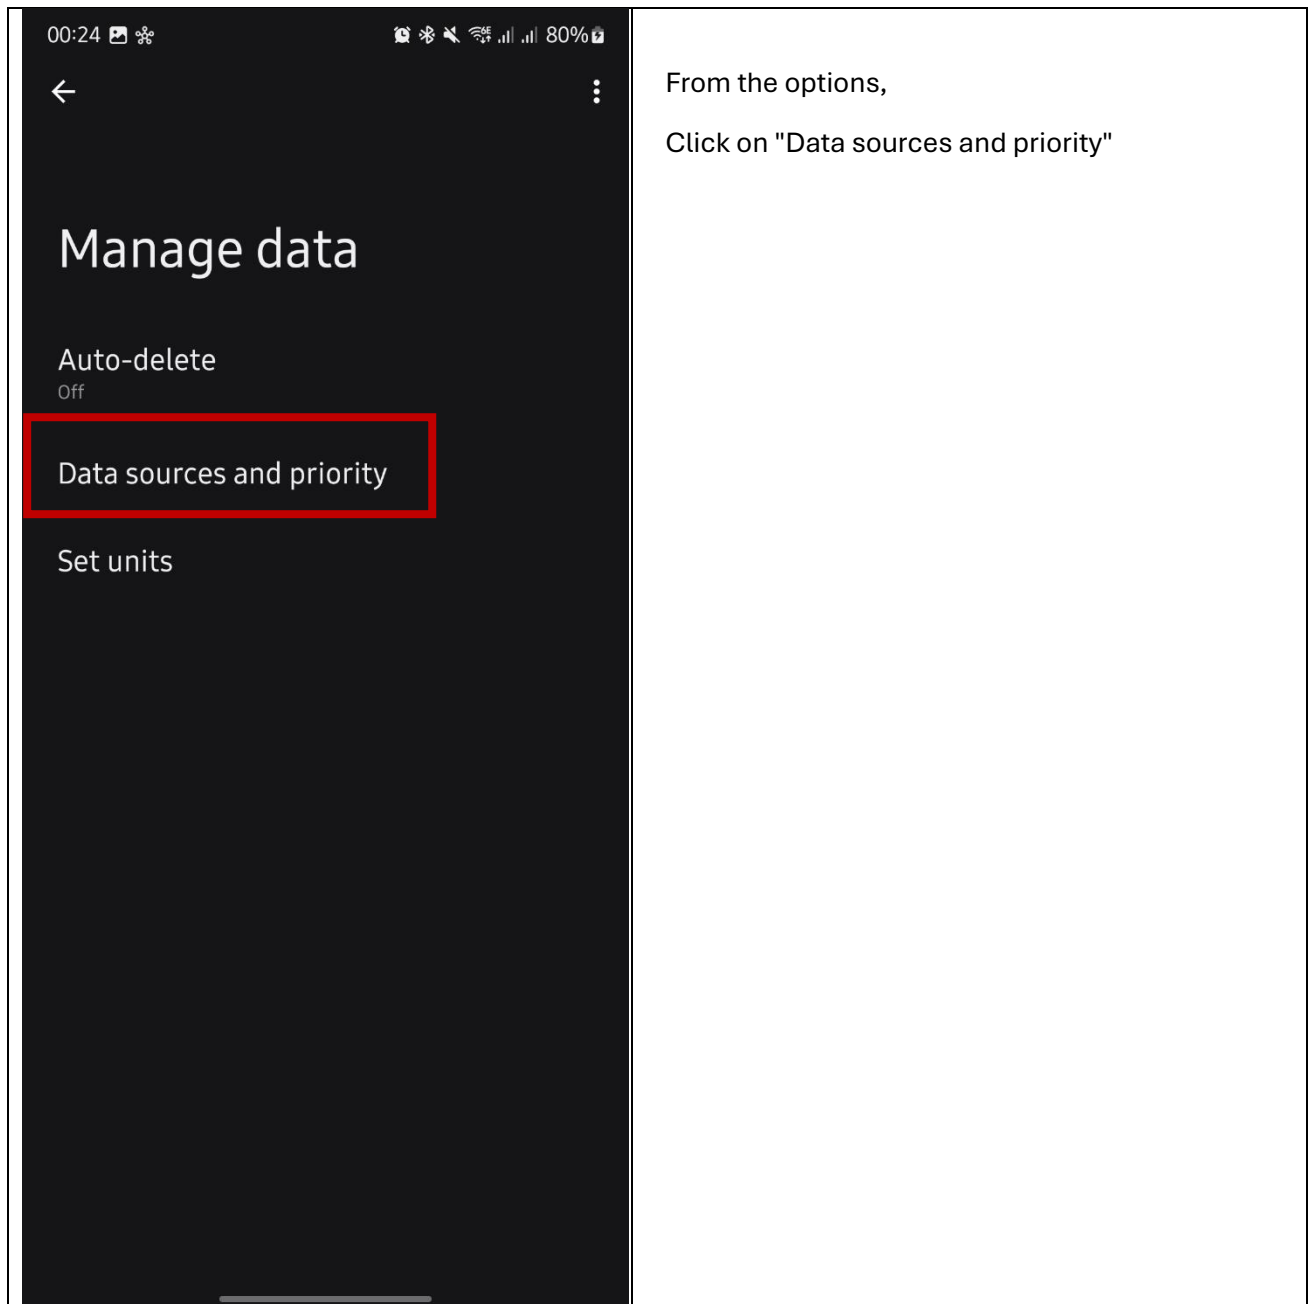 00:24 6E 80%
Manage data
Auto-delete
Off
Data sources and priority
Set units
From the options,
Click on "Data sources and priority"